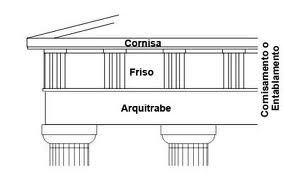 Cornisa
Friso
Arquitrabe
Cornisamento o
Entablamento